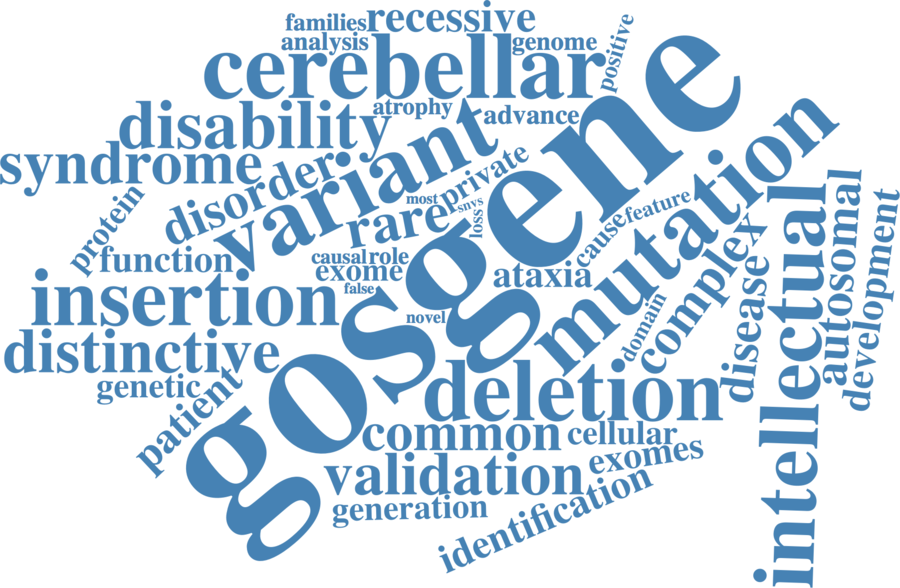 families
recessive
analysis
genome
positive
cerebellar
atrophy
advance
disability
syndrome
disorder
variant
private
most
snvs
rare
loss
protein
function
causal
role
exome
false
insertion
novel
gosgene
ataxia
cause
feature
mutation
domain
complex
disease
intellectual
autosomal
development
distinctive
genetic
patient
deletion
common
cellular
validation
exomes
generation
identification